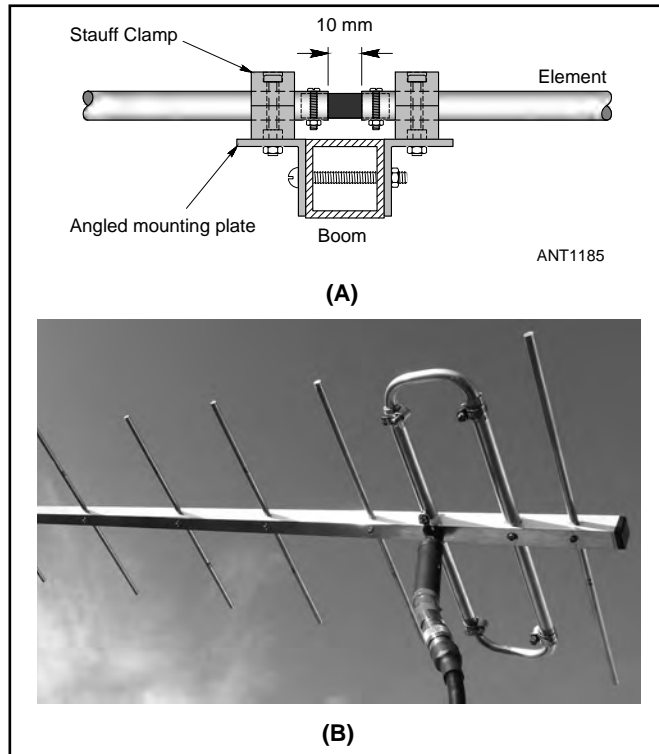 10 mm
Stauff Clamp
Element
Angled mounting plate
Boom
ANT1185
(A)
(B)